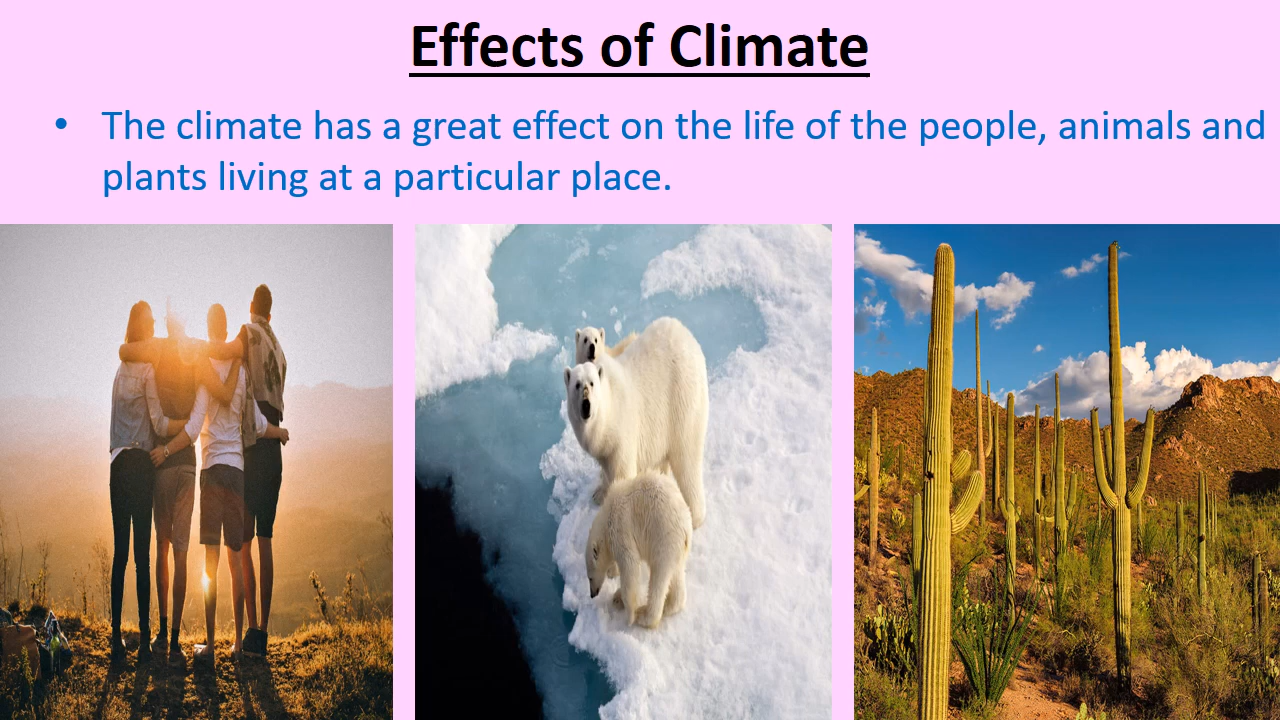 Effects of Climate
• The climate has a great effect on the life of the people, animals and
plants living at a particular place.